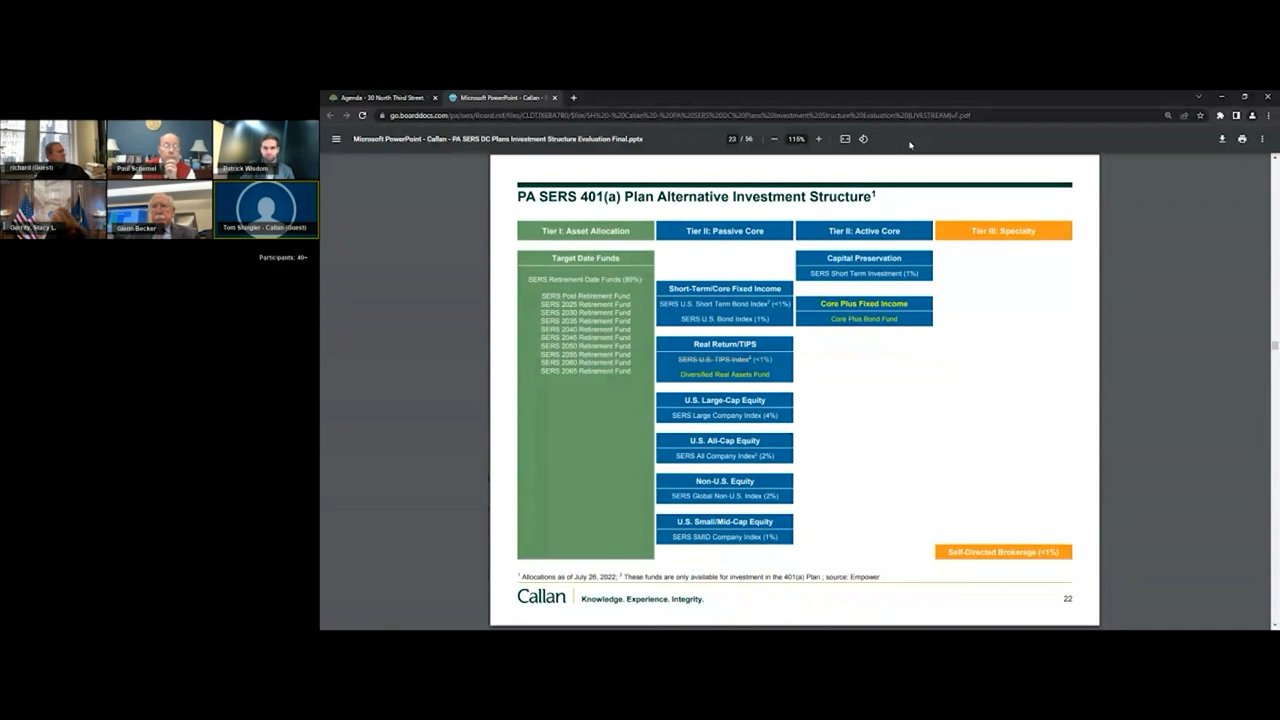 Agenda - 30 North Third Street
Microsoft PowerPoint - Callan -
Microsoft PowerPoint - Callan - PA SERS DC Plans Investment Structure Evaluation Final.pptx
23 / 56
115%
richard (Guest)
Paul Schiemel
Patrick Wisdom
Garrity, Stacy L.
Glenn Becker
Tom Shingler - Callan (Guest)
Participants: 40+
PA SERS 401(a) Plan Alternative Investment Structure¹
Tier I: Asset Allocation
Tier II: Passive Core
Tier II: Active Core
Tier III: Specialty
Target Date Funds
SERS Retirement Date Funds (89%)
SERS Post Retirement Fund
SERS 2025 Retirement Fund
SERS 2030 Retirement Fund
SERS 2035 Retirement Fund
SERS 2040 Retirement Fund
SERS 2045 Retirement Fund
SERS 2050 Retirement Fund
SERS 2055 Retirement Fund
SERS 2060 Retirement Fund
SERS 2065 Retirement Fund
Short-Term/Core Fixed Income
SERS U.S. Short Term Bond Index² (<1%)
SERS U.S. Bond Index (1%)
Real Return/TIPS
SERS U.S. TIPS Index² (<1%)
Diversified Real Assets Fund
U.S. Large-Cap Equity
SERS Large Company Index (4%)
U.S. All-Cap Equity
SERS All Company Index² (2%)
Non-U.S. Equity
SERS Global Non-U.S. Index (2%)
U.S. Small/Mid-Cap Equity
SERS SMID Company Index (1%)
Capital Preservation
SERS Short Term Investment (1%)
Core Plus Fixed Income
Core Plus Bond Fund
Self-Directed Brokerage (<1%)
¹ Allocations as of July 26, 2022; ² These funds are only available for investment in the 401(a) Plan ; source: Empower
Callan
Knowledge. Experience. Integrity.
22